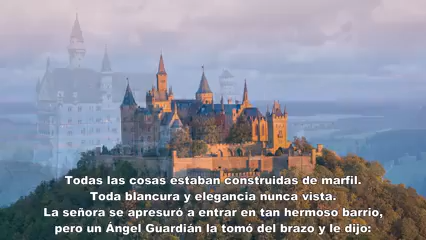 Todas las cosas estaban construidas de marfil.
Toda blancura y elegancia nunca vista.
La señora se apresuró a entrar en tan hermoso barrio,
pero un Ángel Guardián la tomó del brazo y le dijo: